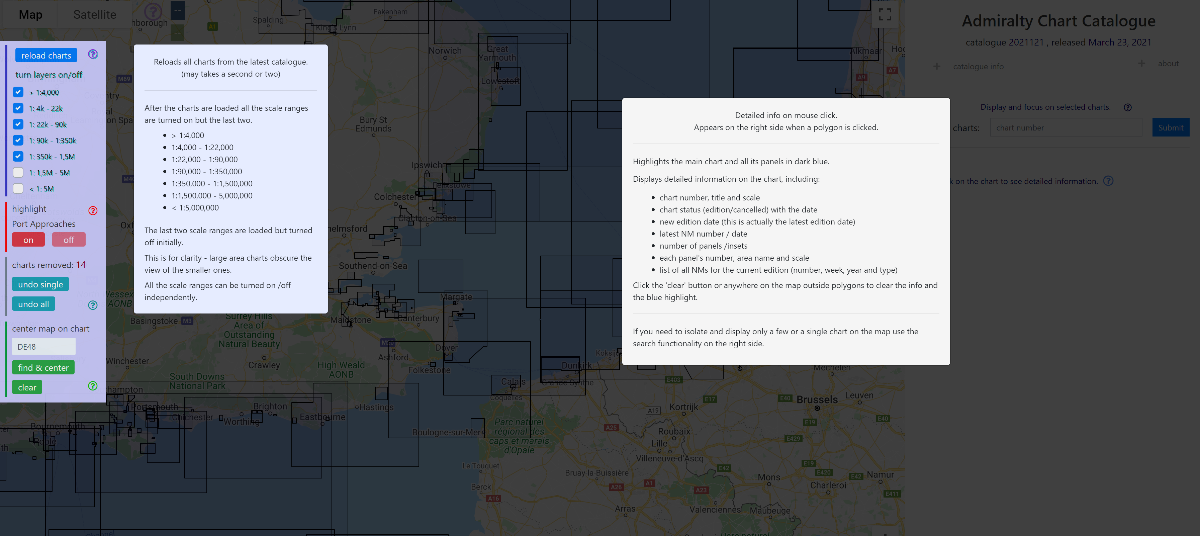 Map
Satellite
reload charts
turn layers on/off
> 1:4,000
1: 4k - 22k
1: 22k - 90k
1: 90k - 1:350k
1: 350k - 1,5M
1: 1,5M - 5M
< 1: 5M
highlight
Port Approaches
on
off
charts removed: 14
undo single
undo all
center map on chart
DE48
find & center
clear
Reloads all charts from the latest catalogue.
(may takes a second or two)
After the charts are loaded all the scale ranges
are turned on but the last two.
> 1:4.000
1:4,000 - 1:22,000
1:22,000 - 1:90,000
1:90,000 - 1:350,000
1:350.000 - 1:1,500,000
1:1,500.000 - 5,000,000
< 1:5.000,000
The last two scale ranges are loaded but turned
off initially.
This is for clarity - large area charts obscure the
view of the smaller ones.
All the scale ranges can be turned on /off
independently.
Detailed info on mouse click.
Appears on the right side when a polygon is clicked.
Highlights the main chart and all its panels in dark blue.
Displays detailed information on the chart, including:
chart number, title and scale
chart status (edition/cancelled) with the date
new edition date (this is actually the latest edition date)
latest NM number / date
number of panels /insets
each panel's number, area name and scale
list of all NMs for the current edition (number, week, year and type)
Click the 'clear' button or anywhere on the map outside polygons to clear the info and
the blue highlight.
If you need to isolate and display only a few or a single chart on the map use the
search functionality on the right side.
Admiralty Chart Catalogue
catalogue 2021121 , released March 23, 2021
+ catalogue info
+ about
Display and focus on selected charts
charts:
chart number
Submit
on the chart to see detailed information.
Fakenham
Norwich
Great
Yarmouth
Lowestoft
Bury St
Edmunds
Ipswich
Colchester
Southend-on-Sea
Margate
Maidstone
Basingstoke
Surrey Hills
Area of
Outstanding
Natural Beauty
Ashford
Dover
Folkestone
Crawley
High Weald
AONB
Winchester
South Downs
National Park
Portsmouth
Brighton
Worthing
Eastbourne
Hastings
Bournemouth
Calais
Boulogne-sur-Mer
Parc naturel
régional des
caps et marais
d'Opale
Le Touquet
Berck
Bruay la Buissière
Arras
Kortrijk
Roubaix
Lille
Villeneuve-d'Ascq
Valenciennes
Maubeuge
Mons
Charleroi
Namur
Brussels
Leuven
Mechelen
Alkmaar